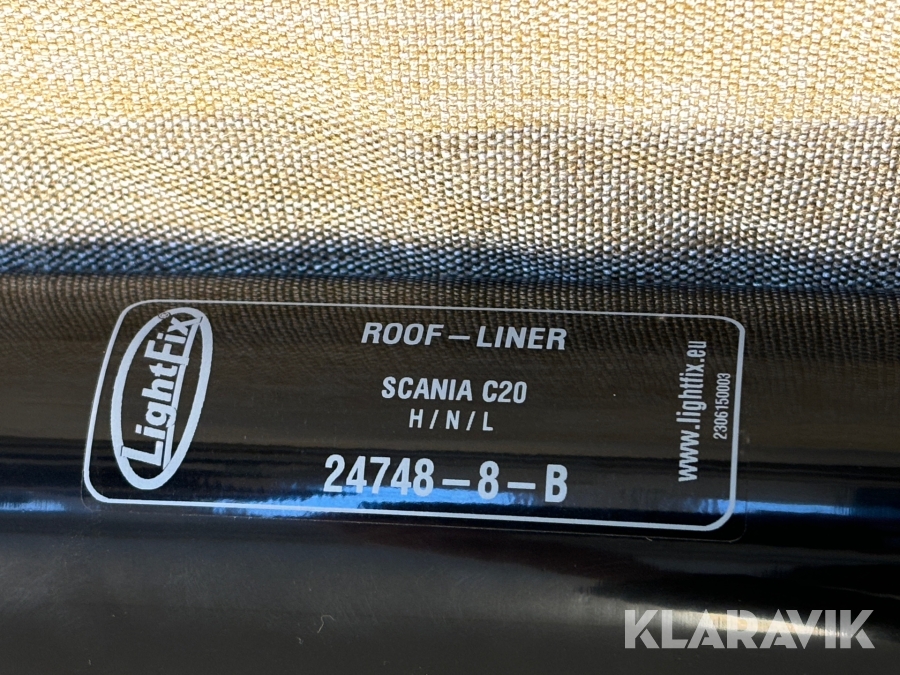 LightFix®
ROOF-LINER
SCANIA C20
H/N/L
24748-8-B
www.lightfix.eu
2306150003
KLARAVIK